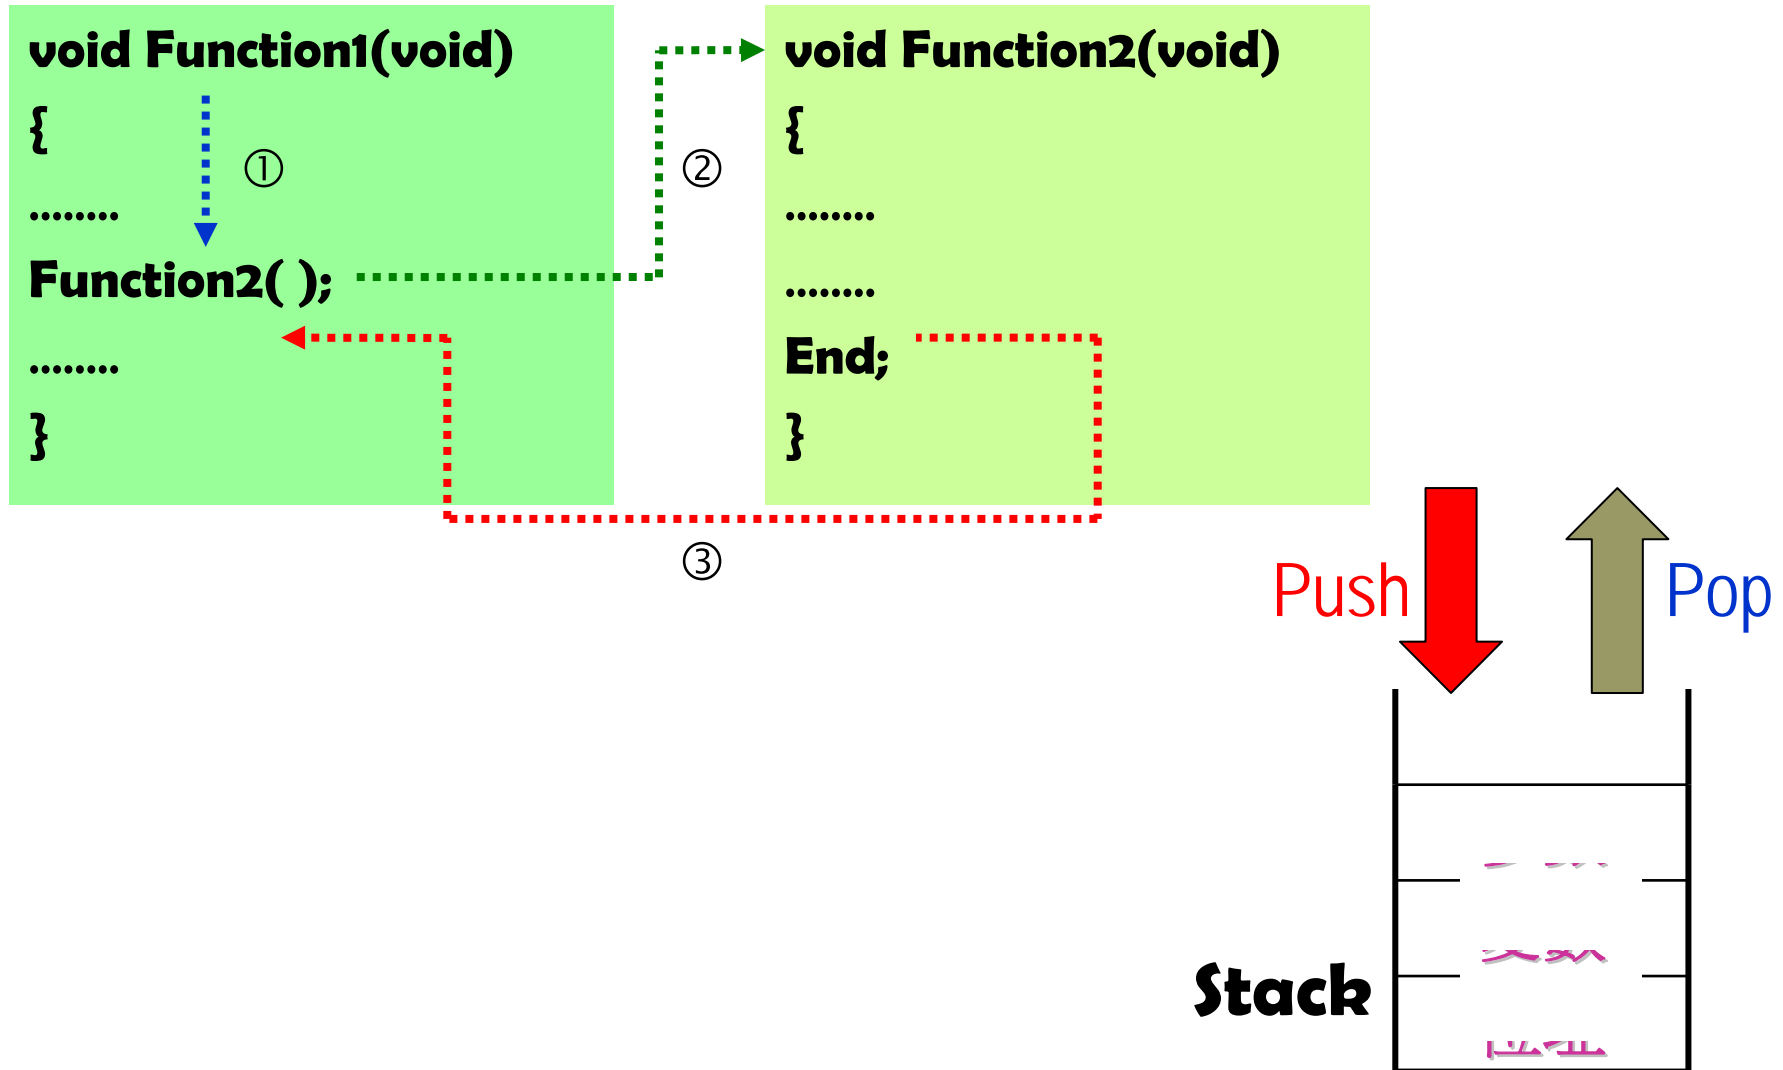 void Function1(void)
{
①
........
Function2( );
........
}
②
void Function2(void)
{
........
........
End;
}
③
Push
Pop
Stack